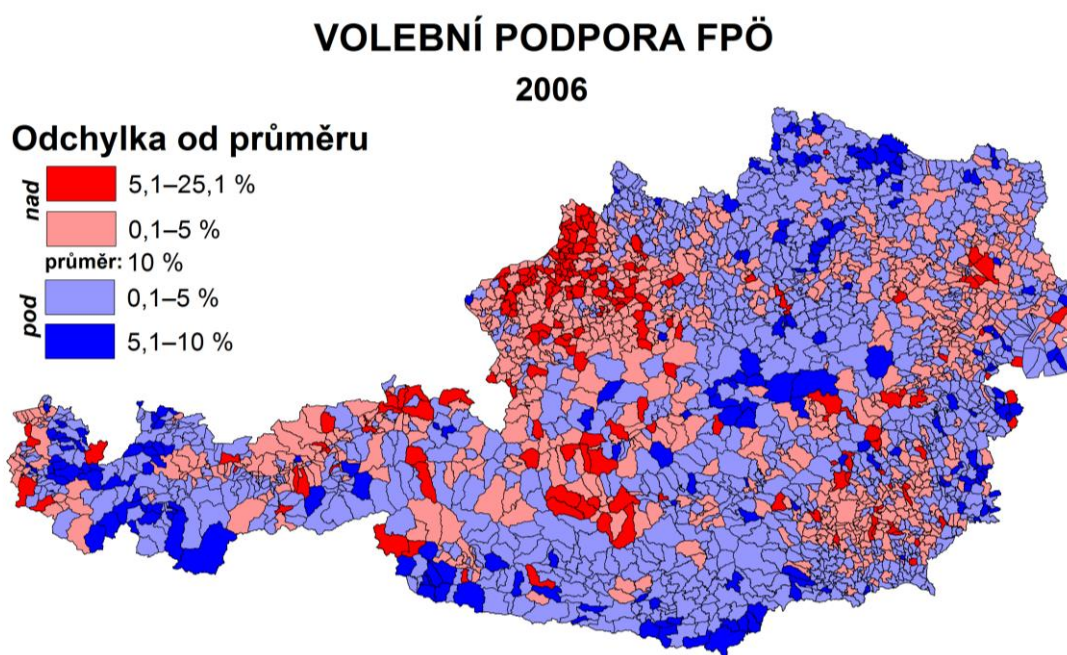 VOLEBNÍ PODPORA FPÖ
2006
Odchylka od průměru
nad
5,1–25,1 %
0,1–5 %
průměr: 10 %
pod
0,1–5 %
5,1–10 %